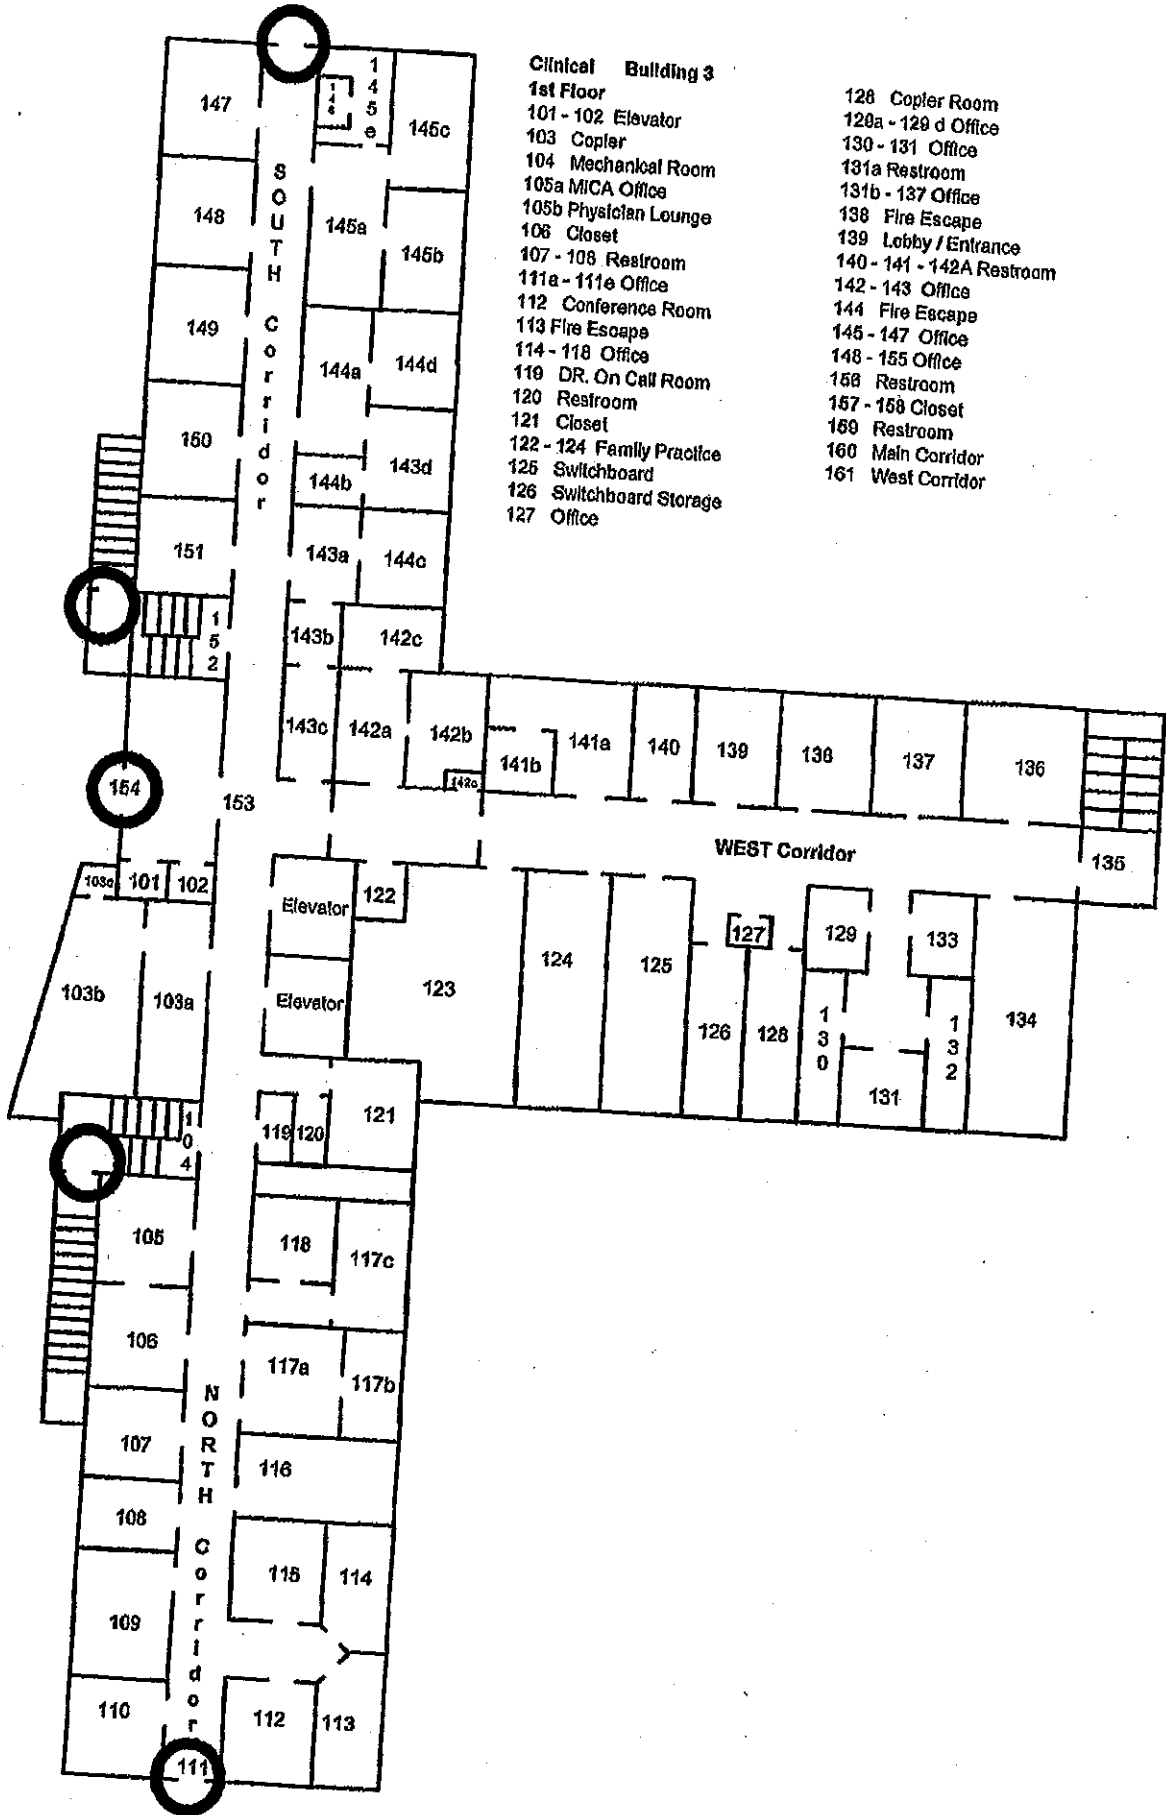 Clinical Building 3
1st Floor
101 - 102 Elevator
103 Copier
104 Mechanical Room
105a MICA Office
105b Physician Lounge
106 Closet
107 - 108 Restroom
111a - 111e Office
112 Conference Room
113 Fire Escape
114 - 118 Office
119 DR. On Call Room
120 Restroom
121 Closet
122 - 124 Family Practice
125 Switchboard
126 Switchboard Storage
127 Office
128 Copier Room
129a - 129 d Office
130 - 131 Office
131a Restroom
131b - 137 Office
138 Fire Escape
139 Lobby / Entrance
140 - 141 - 142A Restroom
142 - 143 Office
144 Fire Escape
145 - 147 Office
148 - 155 Office
156 Restroom
157 - 158 Closet
159 Restroom
160 Main Corridor
161 West Corridor
147
146
145e
145c
148
SOUTH Corridor
145a
145b
149
144a
144d
150
144b
143d
151
143a
144c
152
143b
142c
143c
142a
142b
141b
141a
140
139
138
137
136
154
153
WEST Corridor
135
101
102
122
Elevator
127
129
133
103b
103a
Elevator
123
124
125
126
128
130
131
132
134
104
119
120
121
105
118
117c
106
117a
117b
107
NORTH Corridor
116
108
115
114
109
110
111
112
113